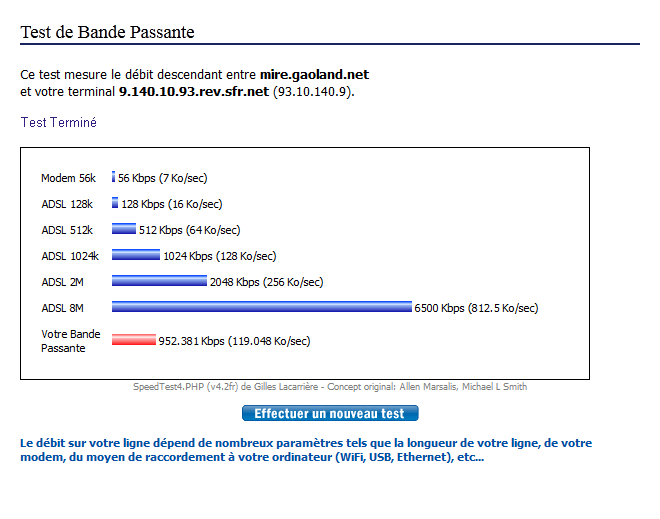 Test de Bande Passante
Ce test mesure le débit descendant entre mire.gaoland.net
et votre terminal 9.140.10.93.rev.sfr.net (93.10.140.9).
Test Terminé
Modem 56k 56 Kbps (7 Ko/sec)
ADSL 128k 128 Kbps (16 Ko/sec)
ADSL 512k 512 Kbps (64 Ko/sec)
ADSL 1024k 1024 Kbps (128 Ko/sec)
ADSL 2M 2048 Kbps (256 Ko/sec)
ADSL 8M 6500 Kbps (812.5 Ko/sec)
Votre Bande
Passante 952.381 Kbps (119.048 Ko/sec)
SpeedTest4.PHP (v4.2fr) de Gilles Lacarrière - Concept original: Allen Marsalis, Michael L Smith
Effectuer un nouveau test
Le débit sur votre ligne dépend de nombreux paramètres tels que la longueur de votre ligne, de votre
modem, du moyen de raccordement à votre ordinateur (WiFi, USB, Ethernet), etc...